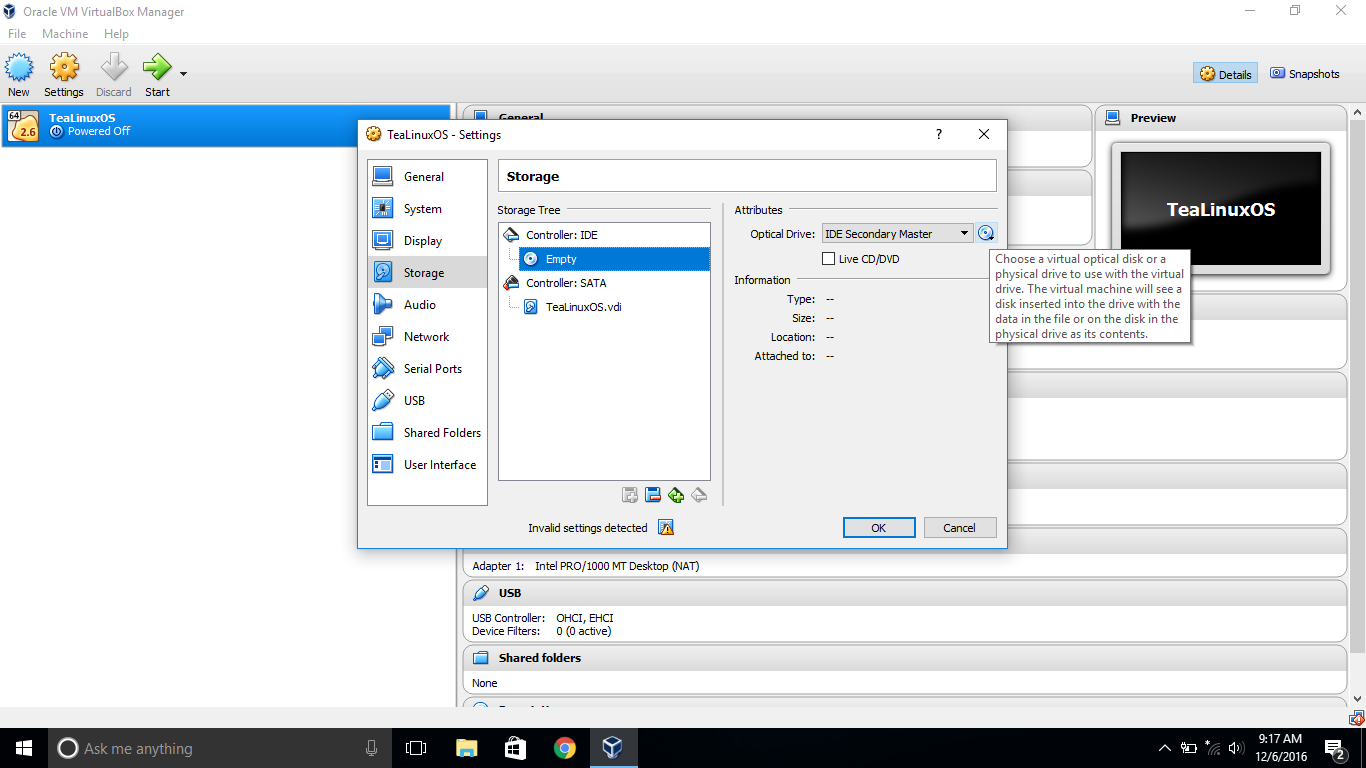 Oracle VM VirtualBox Manager
File Machine Help
New Settings Discard Start
Details Snapshots
64
2.6
TeaLinuxOS
Powered Off
General
Preview
TeaLinuxOS
TeaLinuxOS - Settings
?
General
System
Display
Storage
Audio
Network
Serial Ports
USB
Shared Folders
User Interface
Storage
Storage Tree
Controller: IDE
Empty
Controller: SATA
TeaLinuxOS.vdi
Attributes
Optical Drive: IDE Secondary Master
Live CD/DVD
Information
Type: --
Size: --
Location: --
Attached to: --
Choose a virtual optical disk or a
physical drive to use with the virtual
drive. The virtual machine will see a
disk inserted into the drive with the
data in the file or on the disk in the
physical drive as its contents.
Invalid settings detected
OK Cancel
Adapter 1: Intel PRO/1000 MT Desktop (NAT)
USB
USB Controller: OHCI, EHCI
Device Filters: 0 (0 active)
Shared folders
None
Ask me anything
9:17 AM
12/6/2016
2